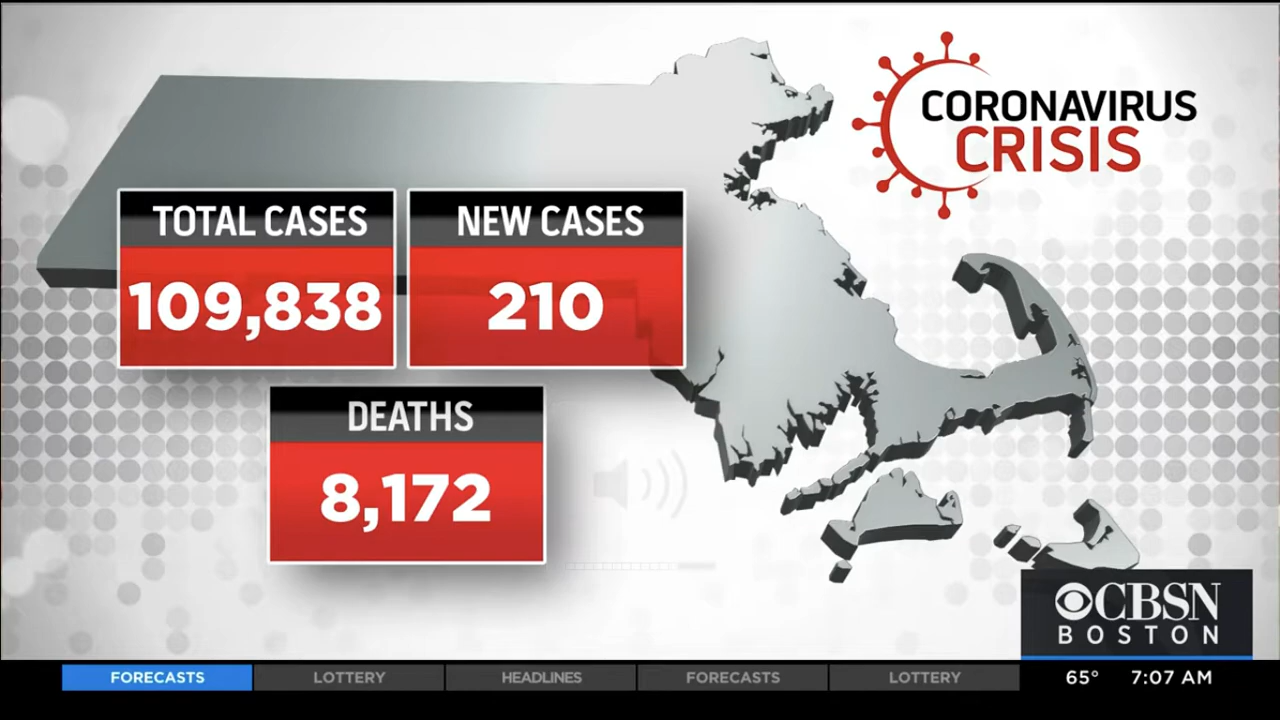 CORONAVIRUS
CRISIS
TOTAL CASES
109,838
NEW CASES
210
DEATHS
8,172
CBSN
BOSTON
FORECASTS
LOTTERY
HEADLINES
FORECASTS
LOTTERY
65°
7:07 AM